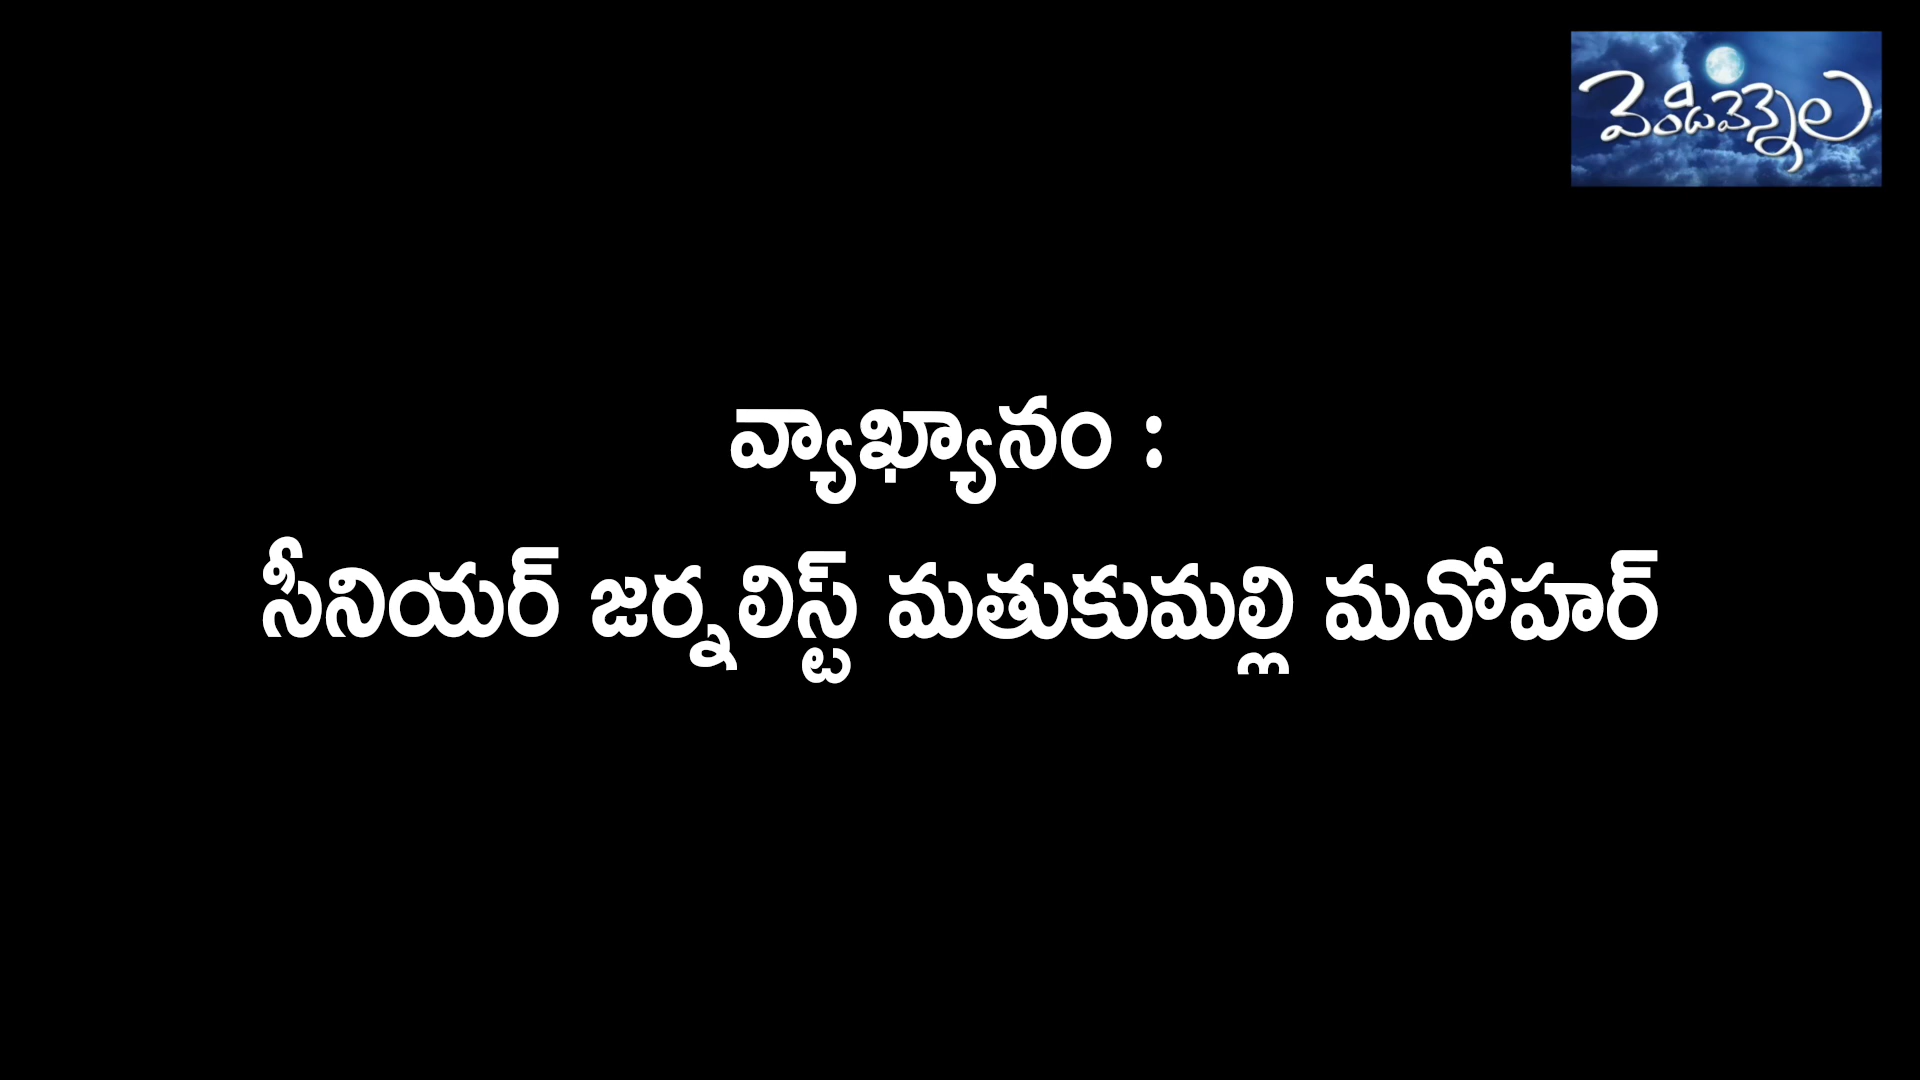 వెండివెన్నెల
వ్యాఖ్యానం :
సీనియర్ జర్నలిస్ట్ మతుకుమల్లి మనోహర్